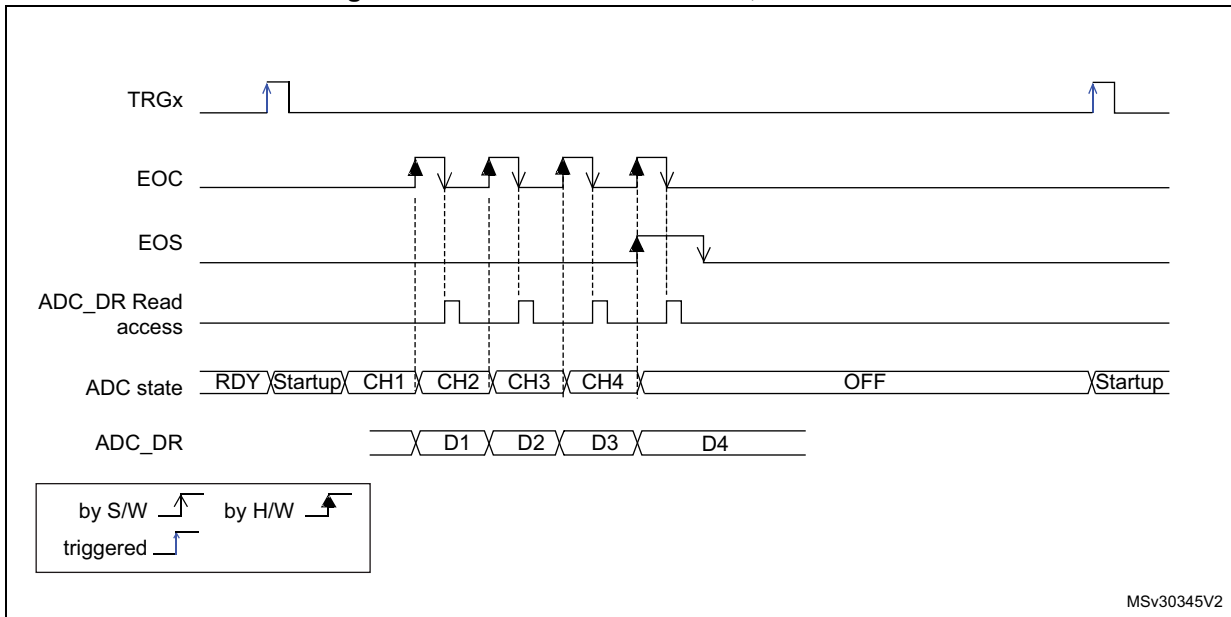 TRGx
EOC
EOS
ADC_DR Read
access
ADC state RDY Startup CH1 CH2 CH3 CH4 OFF Startup
ADC_DR D1 D2 D3 D4
by S/W by H/W
triggered
MSv30345V2